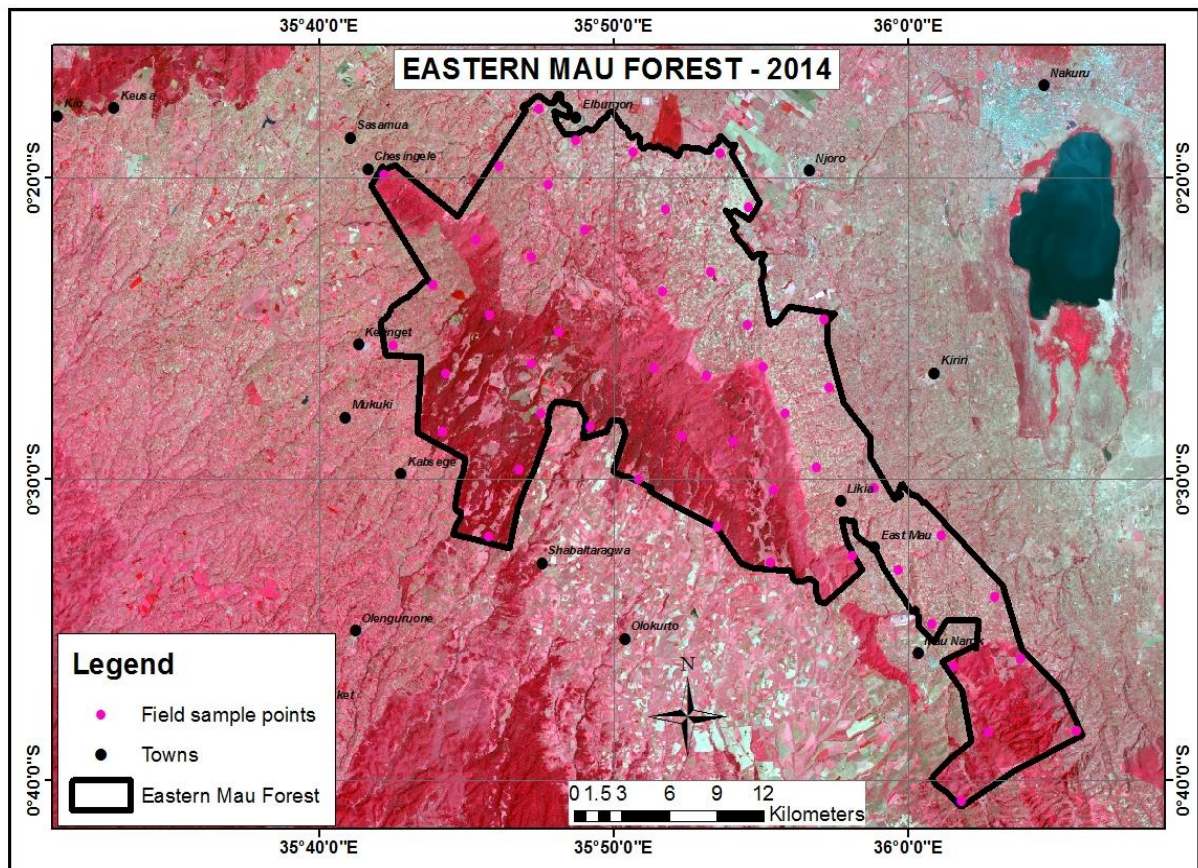 35°40'0"E
35°50'0"E
36°0'0"E
EASTERN MAU FOREST - 2014
Nakuru
Kio
Keusa
Elburgon
Sasamua
Chesingele
Njoro
0°20'0"S
0°20'0"S
Keringet
Kiriri
Mukuki
Kabsege
0°30'0"S
0°30'0"S
Likia
East Mau
Shabaltaragwa
Olenguruone
Olokurto
Mau Narok
Legend
N
Field sample points
ket
Towns
Eastern Mau Forest
0°40'0"S
0°40'0"S
0 1.5 3 6 9 12
Kilometers
35°40'0"E
35°50'0"E
36°0'0"E